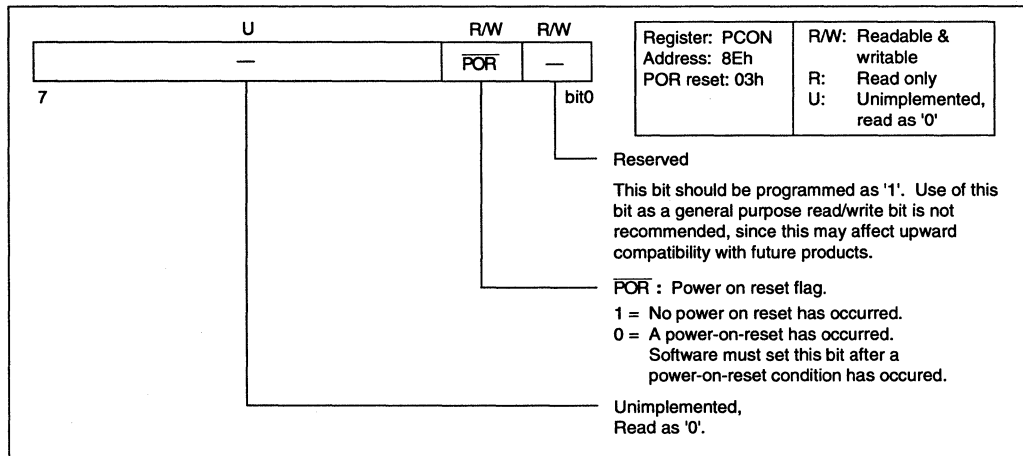 U R/W R/W
— POR —
7 bit0
Register: PCON
Address: 8Eh
POR reset: 03h
R/W: Readable &
writable
R: Read only
U: Unimplemented,
read as '0'
Reserved
This bit should be programmed as '1'. Use of this
bit as a general purpose read/write bit is not
recommended, since this may affect upward
compatibility with future products.
POR : Power on reset flag.
1 = No power on reset has occurred.
0 = A power-on-reset has occurred.
Software must set this bit after a
power-on-reset condition has occured.
Unimplemented,
Read as '0'.